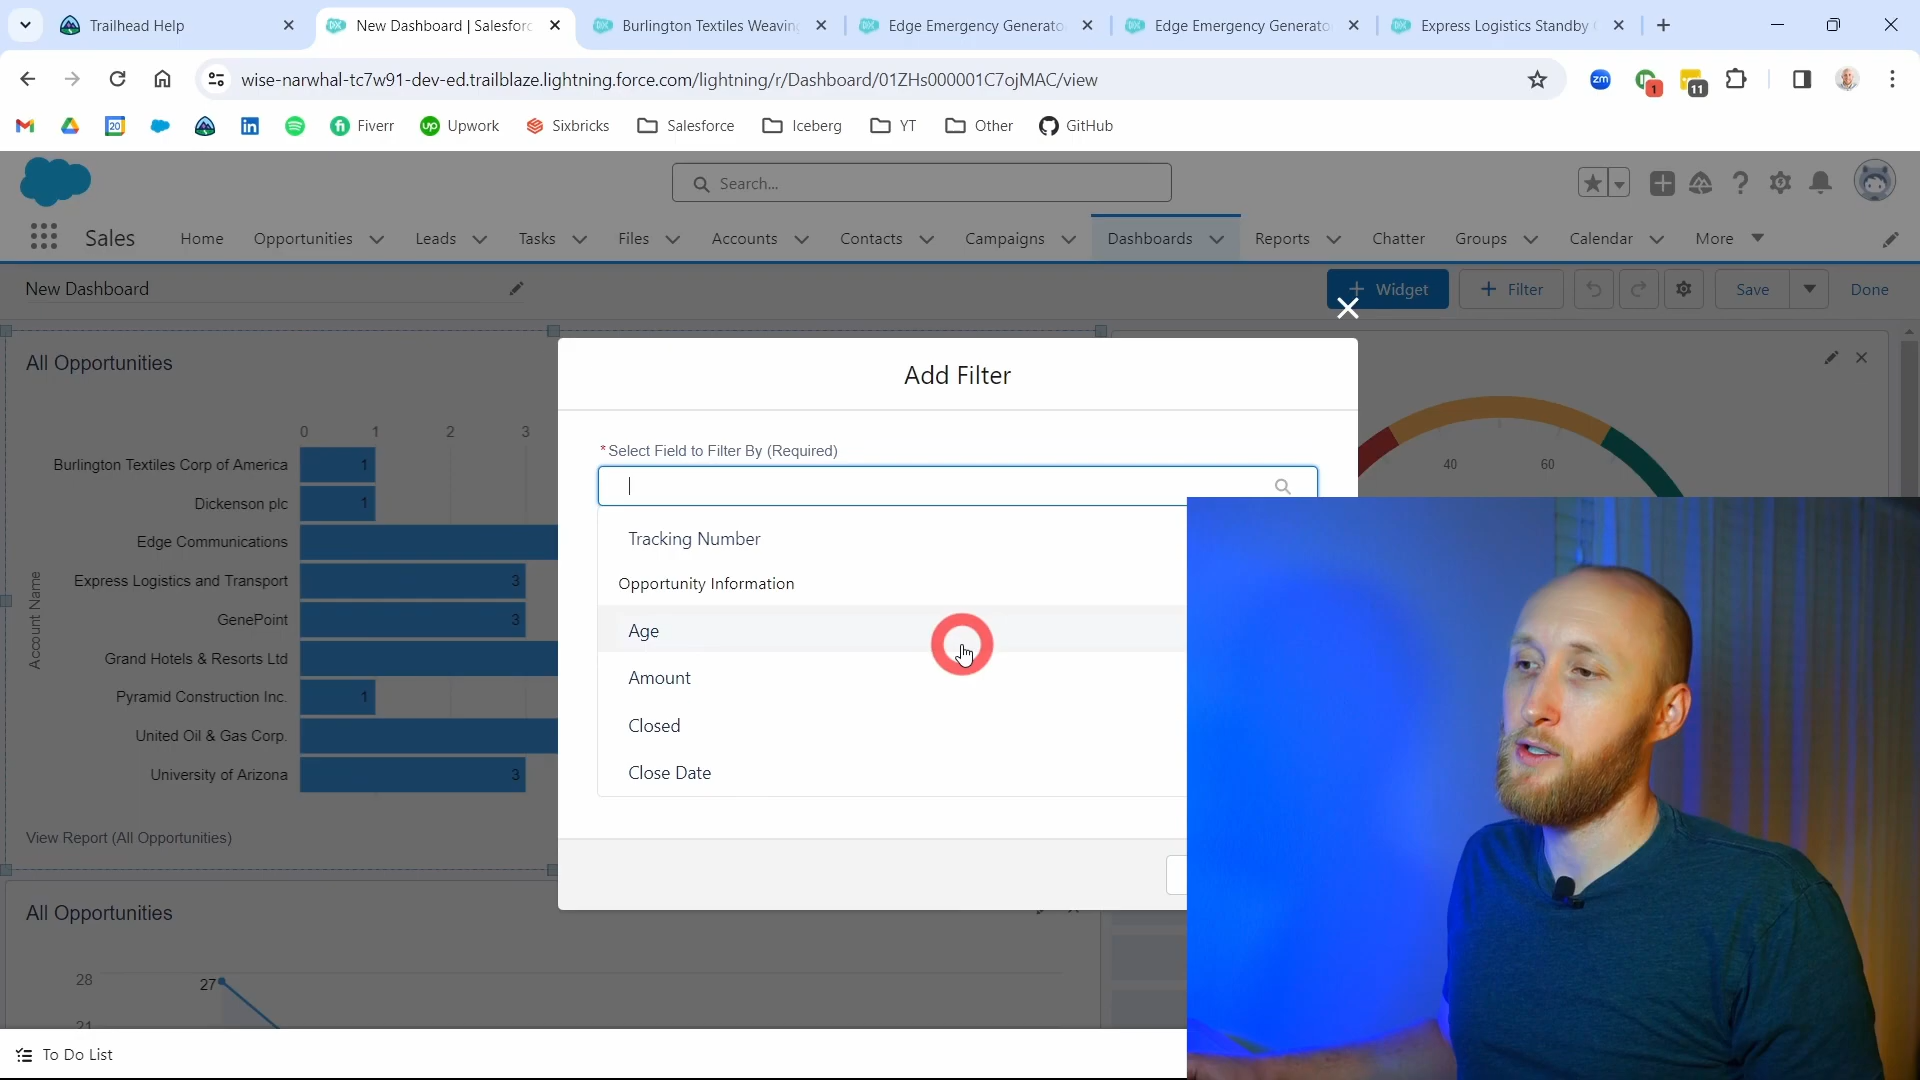 Trailhead Help
New Dashboard | Salesforc
Burlington Textiles Weaving
Edge Emergency Generato
Edge Emergency Generato
Express Logistics Standby
wise-narwhal-tc7w91-dev-ed.trailblaze.lightning.force.com/lightning/r/Dashboard/01ZHs000001C7ojMAC/view
zm
1
11
20
Fiverr
Upwork
Sixbricks
Salesforce
Iceberg
YT
Other
GitHub
Search...
Sales
Home
Opportunities
Leads
Tasks
Files
Accounts
Contacts
Campaigns
Dashboards
Reports
Chatter
Groups
Calendar
More
New Dashboard
+ Widget
+ Filter
Save
Done
All Opportunities
0 1 2 3
Account Name
Burlington Textiles Corp of America 1
Dickenson plc 1
Edge Communications
Express Logistics and Transport 3
GenePoint 3
Grand Hotels & Resorts Ltd
Pyramid Construction Inc. 1
United Oil & Gas Corp.
University of Arizona 3
View Report (All Opportunities)
Add Filter
*Select Field to Filter By (Required)
Tracking Number
Opportunity Information
Age
Amount
Closed
Close Date
40 60
All Opportunities
28
27
21
To Do List